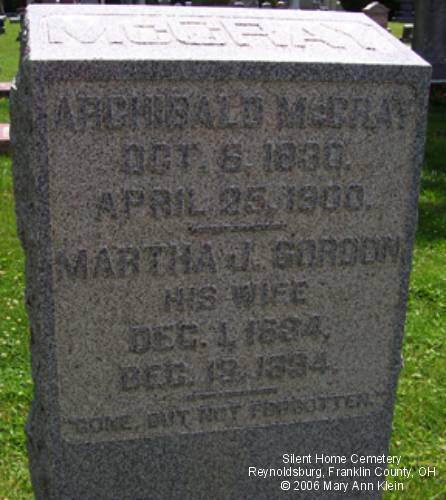 McCRAY
ARCHIBALD McCRAY
OCT. 6. 1830.
APRIL 25. 1900.
MARTHA J. GORDON
HIS WIFE
DEC. 1, 1834,
DEC. 19. 1894.
"GONE, BUT NOT FORGOTTEN."
Silent Home Cemetery
Reynoldsburg, Franklin County, OH
© 2006 Mary Ann Klein